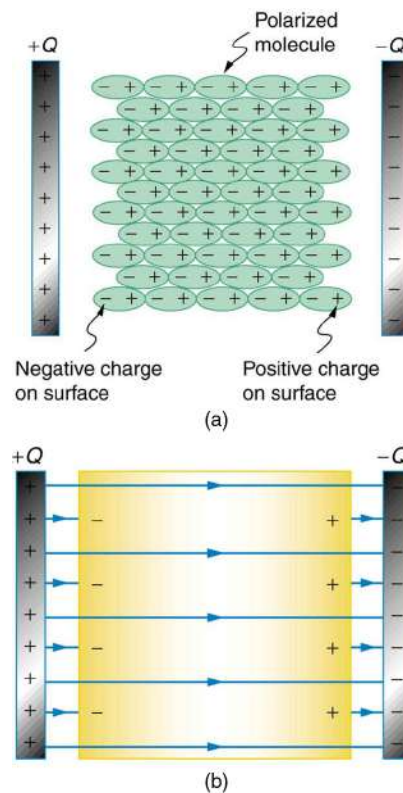 Polarized
molecule
+Q
−Q
Negative charge
on surface
Positive charge
on surface
(a)
+Q
−Q
(b)